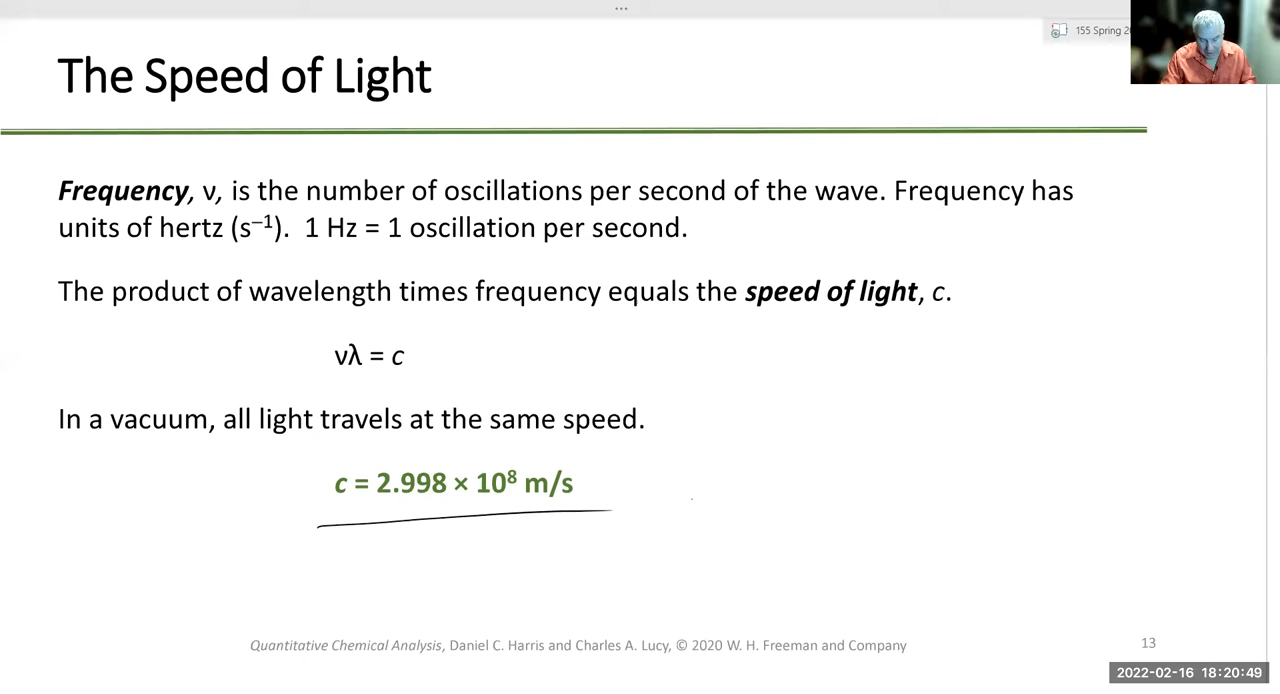 ...
155 Spring 20
The Speed of Light
Frequency, ν, is the number of oscillations per second of the wave. Frequency has
units of hertz (s⁻¹). 1 Hz = 1 oscillation per second.
The product of wavelength times frequency equals the speed of light, c.
νλ = c
In a vacuum, all light travels at the same speed.
c = 2.998 × 10⁸ m/s
Quantitative Chemical Analysis, Daniel C. Harris and Charles A. Lucy, © 2020 W. H. Freeman and Company
13
2022-02-16 18:20:49